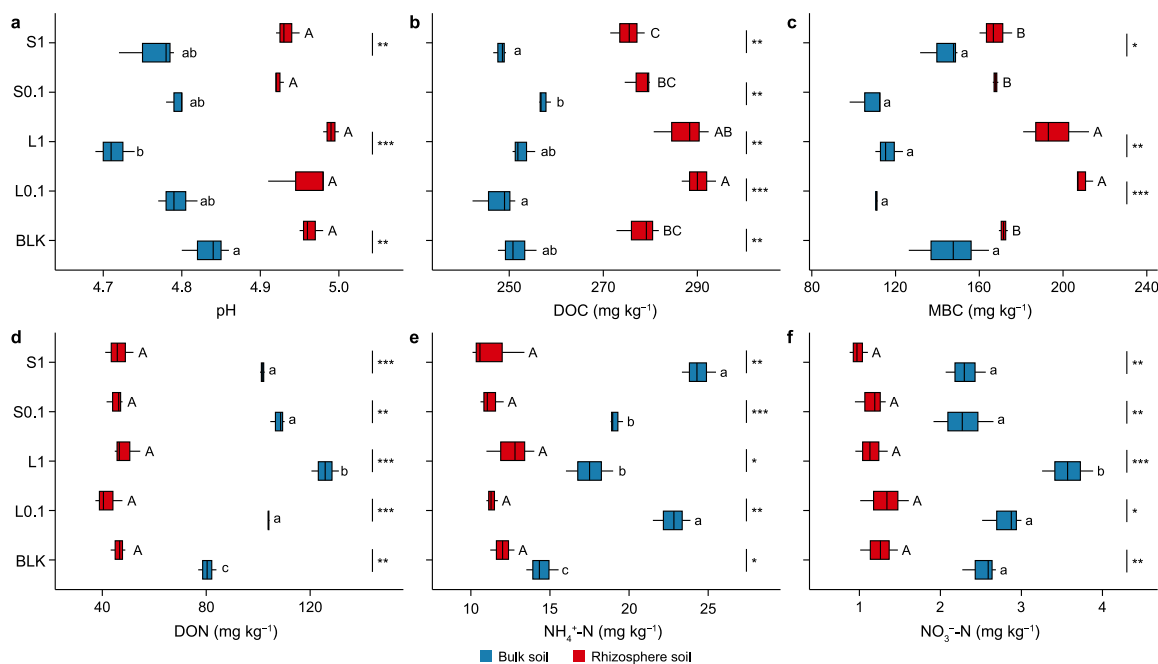 a
S1
A
ab
**
S0.1
A
ab
L1
A
b
***
L0.1
A
ab
BLK
A
a
**
4.7 4.8 4.9 5.0
pH
b
C
a
**
BC
b
**
AB
ab
**
A
a
***
BC
ab
**
250 270 290
DOC (mg kg⁻¹)
c
B
a
*
B
a
A
a
**
A
a
***
B
a
80 120 160 200 240
MBC (mg kg⁻¹)
d
S1
A
a
***
S0.1
A
a
**
L1
A
b
***
L0.1
A
a
***
BLK
A
c
**
40 80 120
DON (mg kg⁻¹)
e
A
a
**
A
b
***
A
b
*
A
a
**
A
c
*
10 15 20 25
NH₄⁺-N (mg kg⁻¹)
f
A
a
**
A
a
**
A
a
***
A
a
*
A
a
**
1 2 3 4
NO₃⁻-N (mg kg⁻¹)
Bulk soil Rhizosphere soil